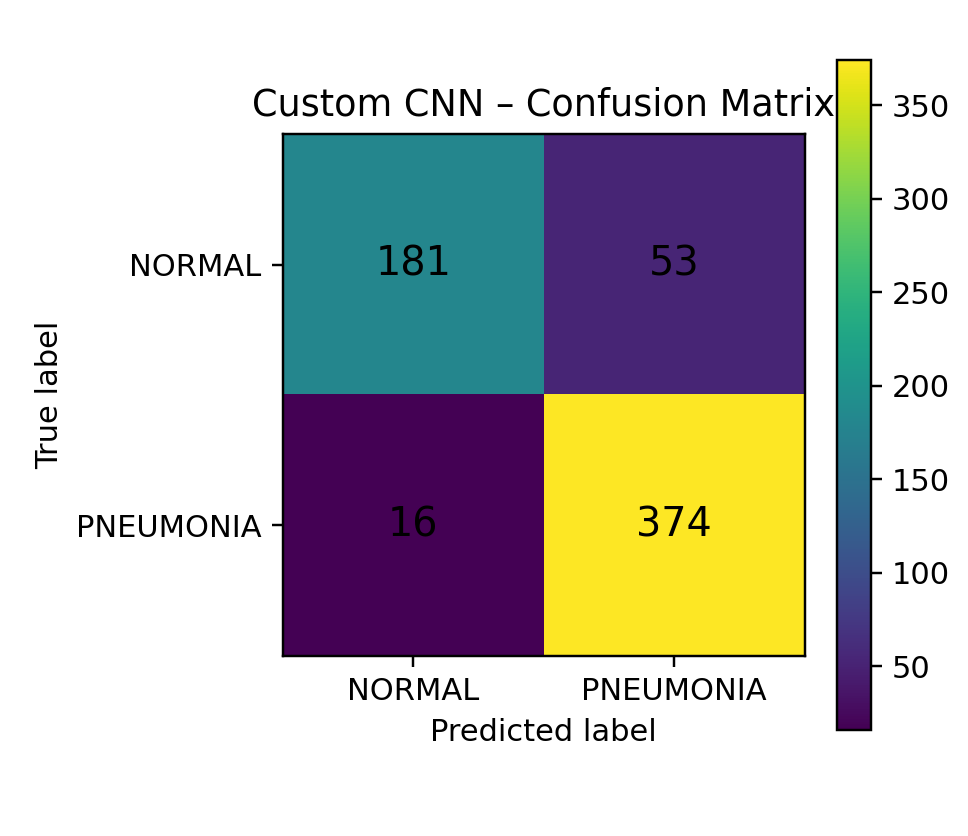 Custom CNN – Confusion Matrix
True label
NORMAL
181 53
PNEUMONIA
16 374
NORMAL PNEUMONIA
Predicted label
350
300
250
200
150
100
50